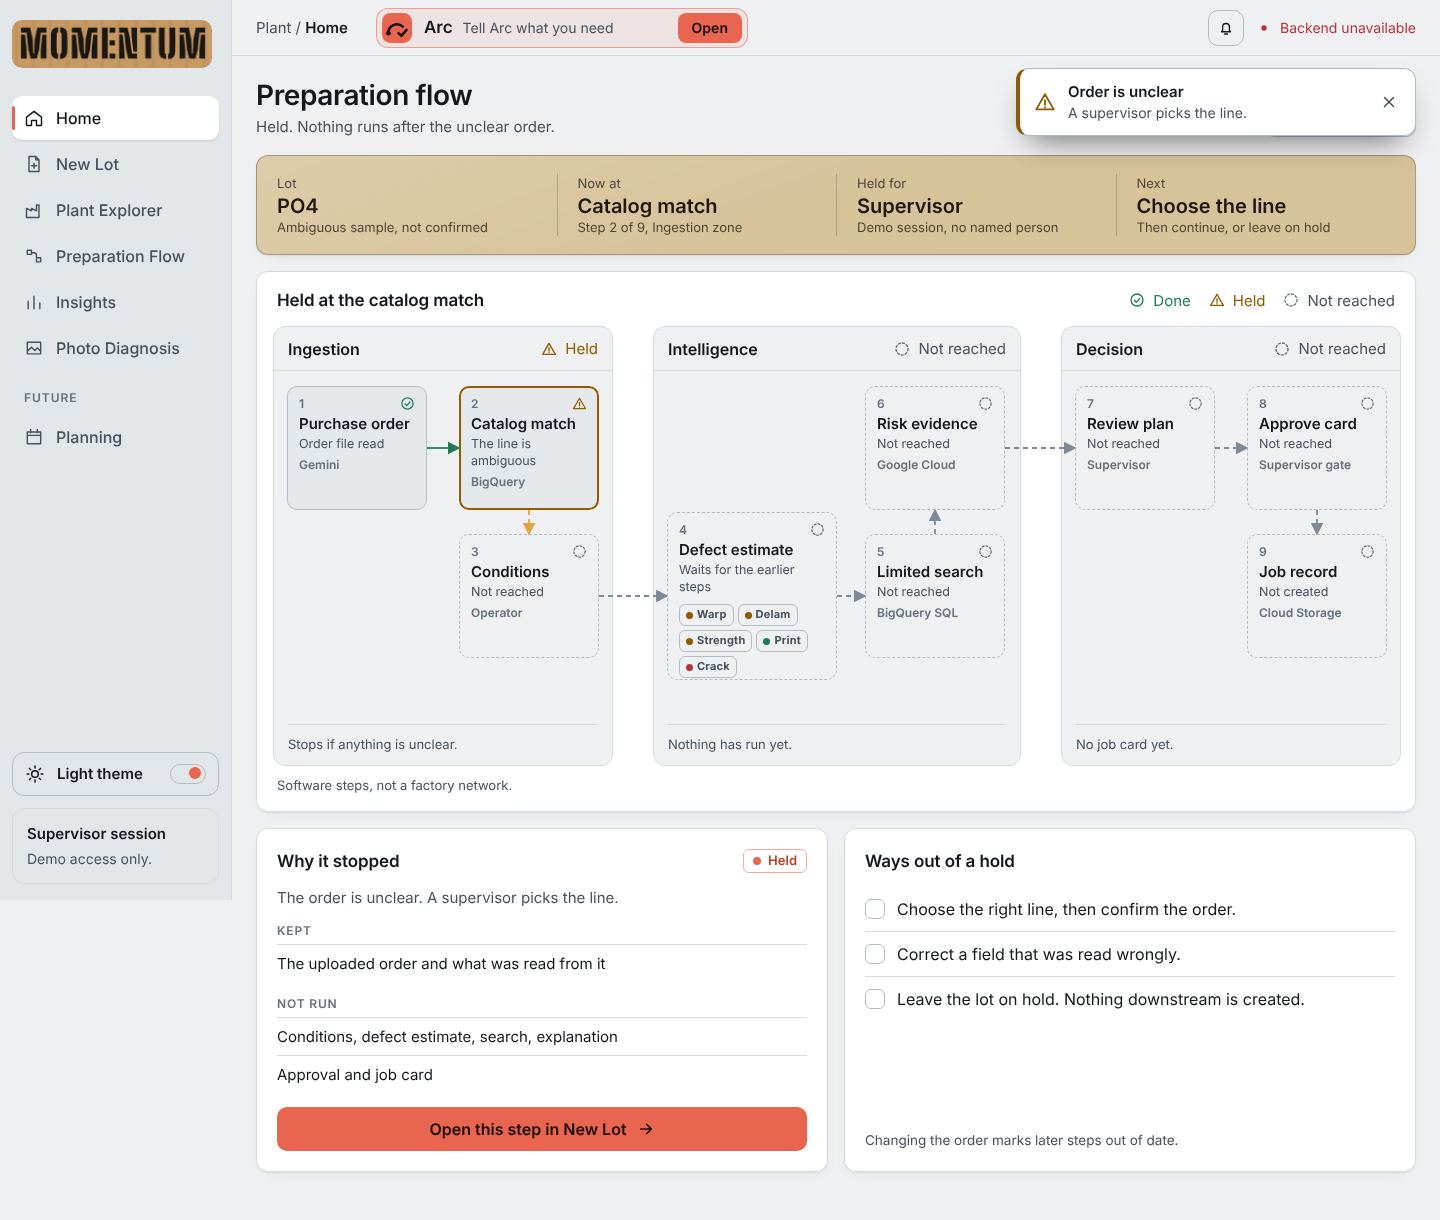 MOMENTUM
Home
New Lot
Plant Explorer
Preparation Flow
Insights
Photo Diagnosis
FUTURE
Planning
Light theme
Supervisor session
Demo access only.
Plant / Home
Arc Tell Arc what you need
Open
Backend unavailable
Preparation flow
Held. Nothing runs after the unclear order.
Order is unclear
A supervisor picks the line.
Lot
PO4
Ambiguous sample, not confirmed
Now at
Catalog match
Step 2 of 9, Ingestion zone
Held for
Supervisor
Demo session, no named person
Next
Choose the line
Then continue, or leave on hold
Held at the catalog match
Done
Held
Not reached
Ingestion
Held
1
Purchase order
Order file read
Gemini
2
Catalog match
The line is
ambiguous
BigQuery
3
Conditions
Not reached
Operator
Stops if anything is unclear.
Intelligence
Not reached
4
Defect estimate
Waits for the earlier
steps
Warp
Delam
Strength
Print
Crack
5
Limited search
Not reached
BigQuery SQL
6
Risk evidence
Not reached
Google Cloud
Nothing has run yet.
Decision
Not reached
7
Review plan
Not reached
Supervisor
8
Approve card
Not reached
Supervisor gate
9
Job record
Not created
Cloud Storage
No job card yet.
Software steps, not a factory network.
Why it stopped
Held
The order is unclear. A supervisor picks the line.
KEPT
The uploaded order and what was read from it
NOT RUN
Conditions, defect estimate, search, explanation
Approval and job card
Open this step in New Lot →
Ways out of a hold
Choose the right line, then confirm the order.
Correct a field that was read wrongly.
Leave the lot on hold. Nothing downstream is created.
Changing the order marks later steps out of date.